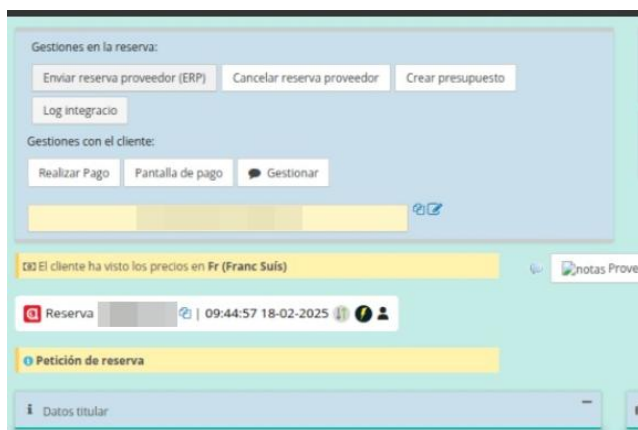 Gestiones en la reserva:
Enviar reserva proveedor (ERP) Cancelar reserva proveedor Crear presupuesto
Log integracio
Gestiones con el cliente:
Realizar Pago Pantalla de pago Gestionar
El cliente ha visto los precios en Fr (Franc Suís)
notas Prove
Reserva | 09:44:57 18-02-2025
Petición de reserva
Datos titular